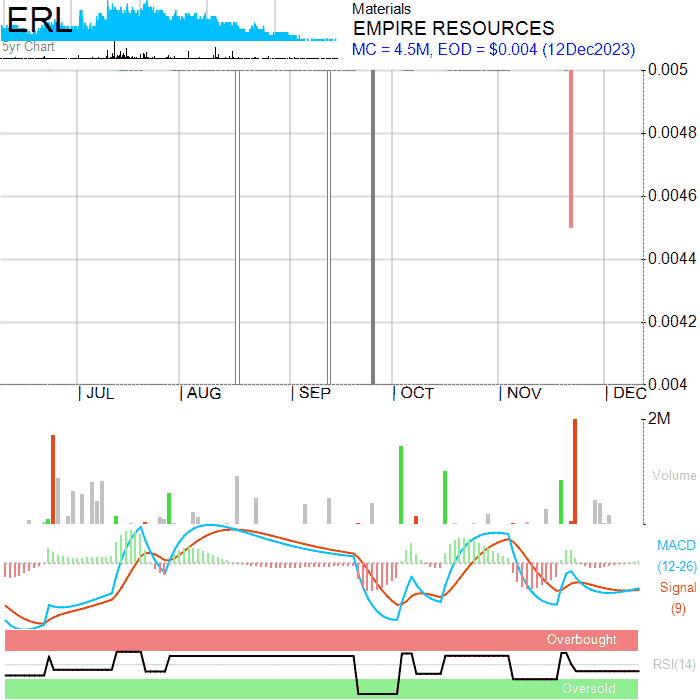 ERL
5yr Chart
Materials
EMPIRE RESOURCES
MC = 4.5M, EOD = $0.004 (12Dec2023)
0.005
0.0048
0.0046
0.0044
0.0042
0.004
| JUL | AUG | SEP | OCT | NOV | DEC
2M
Volume
MACD
(12-26)
Signal
(9)
Overbought
RSI(14)
Oversold